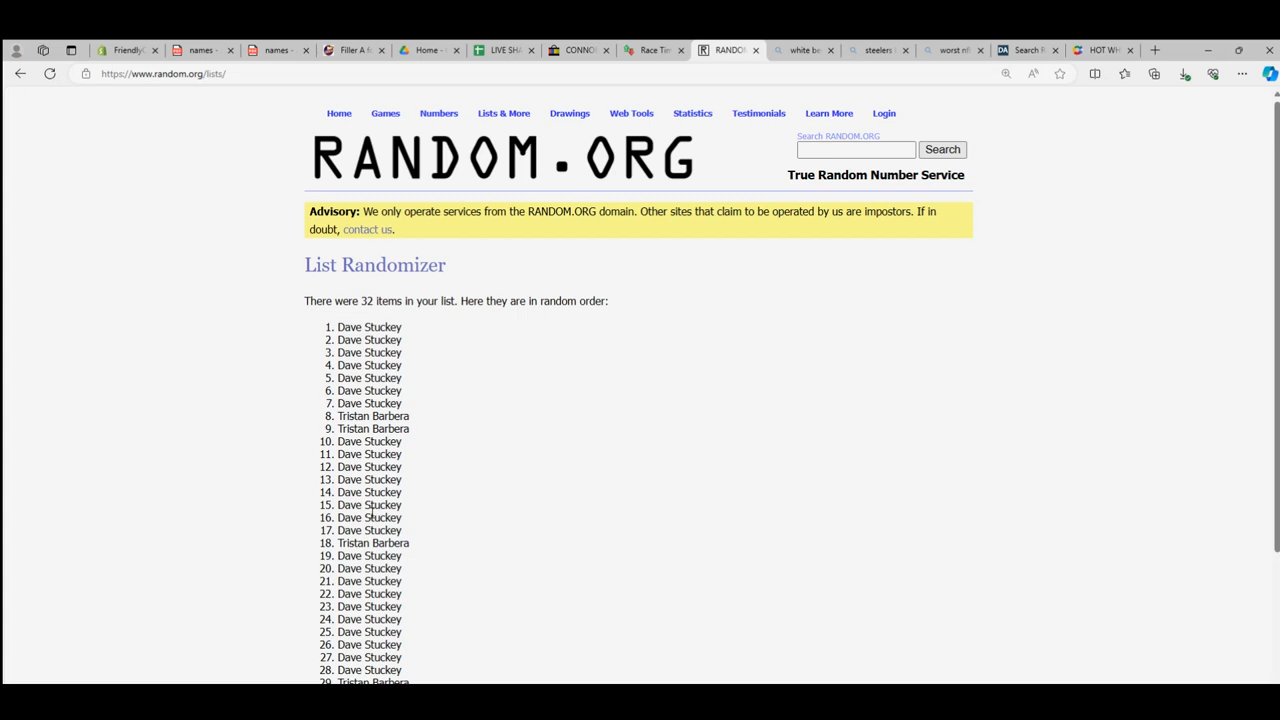 FriendlyC
names -
names -
Filler A fo
Home -
LIVE SHA
CONNO
Race Tim
RANDO
white be
steelers
worst nfl
Search R
HOT WH
https://www.random.org/lists/
Home Games Numbers Lists & More Drawings Web Tools Statistics Testimonials Learn More Login
RANDOM.ORG
Search RANDOM.ORG
Search
True Random Number Service
Advisory: We only operate services from the RANDOM.ORG domain. Other sites that claim to be operated by us are impostors. If in
doubt, contact us.
List Randomizer
There were 32 items in your list. Here they are in random order:
1. Dave Stuckey
2. Dave Stuckey
3. Dave Stuckey
4. Dave Stuckey
5. Dave Stuckey
6. Dave Stuckey
7. Dave Stuckey
8. Tristan Barbera
9. Tristan Barbera
10. Dave Stuckey
11. Dave Stuckey
12. Dave Stuckey
13. Dave Stuckey
14. Dave Stuckey
15. Dave Stuckey
16. Dave Stuckey
17. Dave Stuckey
18. Tristan Barbera
19. Dave Stuckey
20. Dave Stuckey
21. Dave Stuckey
22. Dave Stuckey
23. Dave Stuckey
24. Dave Stuckey
25. Dave Stuckey
26. Dave Stuckey
27. Dave Stuckey
28. Dave Stuckey
29. Tristan Barbera